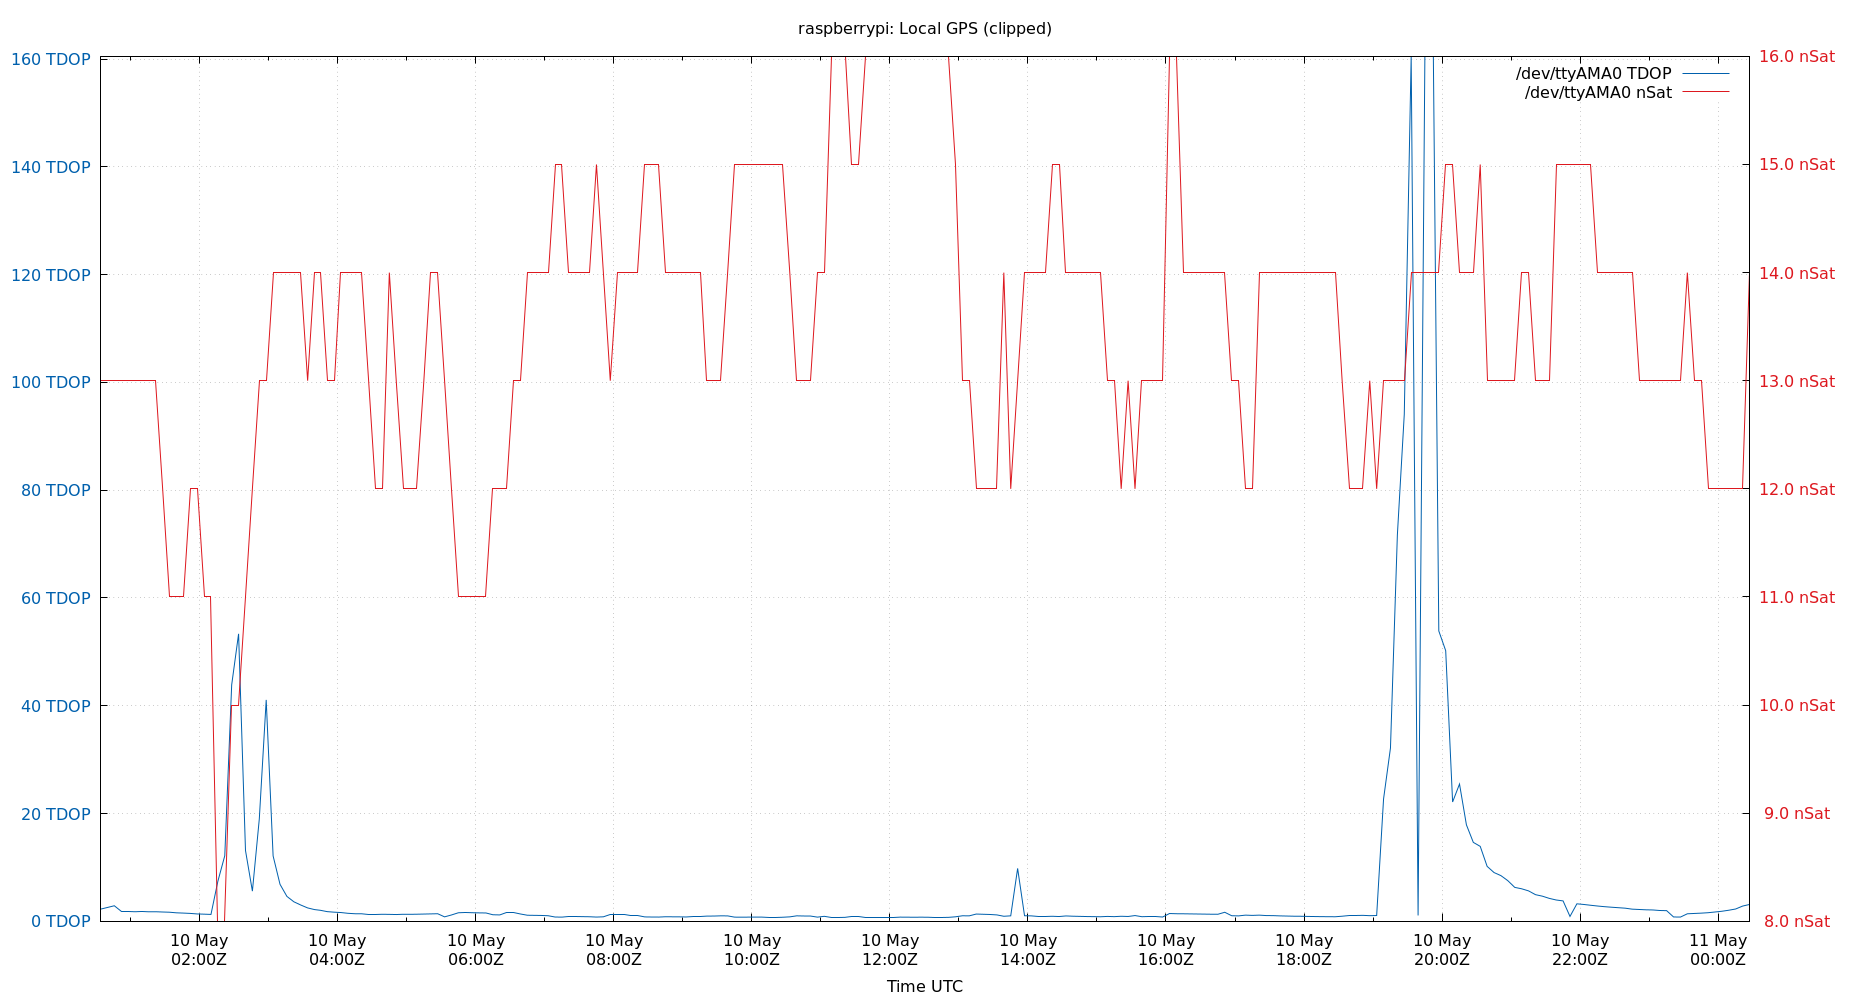 raspberrypi: Local GPS (clipped)
160 TDOP
140 TDOP
120 TDOP
100 TDOP
80 TDOP
60 TDOP
40 TDOP
20 TDOP
0 TDOP
16.0 nSat
15.0 nSat
14.0 nSat
13.0 nSat
12.0 nSat
11.0 nSat
10.0 nSat
9.0 nSat
8.0 nSat
/dev/ttyAMA0 TDOP
/dev/ttyAMA0 nSat
10 May
02:00Z
10 May
04:00Z
10 May
06:00Z
10 May
08:00Z
10 May
10:00Z
10 May
12:00Z
10 May
14:00Z
10 May
16:00Z
10 May
18:00Z
10 May
20:00Z
10 May
22:00Z
11 May
00:00Z
Time UTC